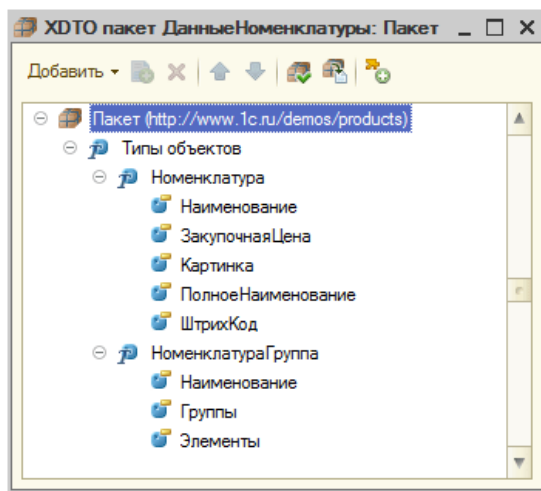 XDTO пакет ДанныеНоменклатуры: Пакет
Добавить
Пакет (http://www.1c.ru/demos/products)
Типы объектов
Номенклатура
Наименование
ЗакупочнаяЦена
Картинка
ПолноеНаименование
ШтрихКод
НоменклатураГруппа
Наименование
Группы
Элементы